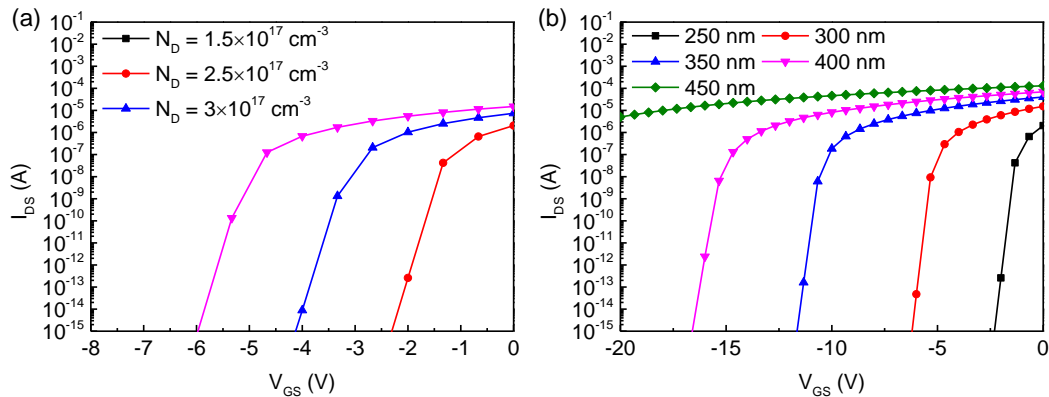 (a)
N_D = 1.5×10^17 cm^-3
N_D = 2.5×10^17 cm^-3
N_D = 3×10^17 cm^-3
10^-1
10^-2
10^-3
10^-4
10^-5
10^-6
10^-7
10^-8
10^-9
10^-10
10^-11
10^-12
10^-13
10^-14
10^-15
I_DS (A)
-8 -7 -6 -5 -4 -3 -2 -1 0
V_GS (V)
(b)
250 nm 300 nm
350 nm 400 nm
450 nm
10^-1
10^-2
10^-3
10^-4
10^-5
10^-6
10^-7
10^-8
10^-9
10^-10
10^-11
10^-12
10^-13
10^-14
10^-15
I_DS (A)
-20 -15 -10 -5 0
V_GS (V)